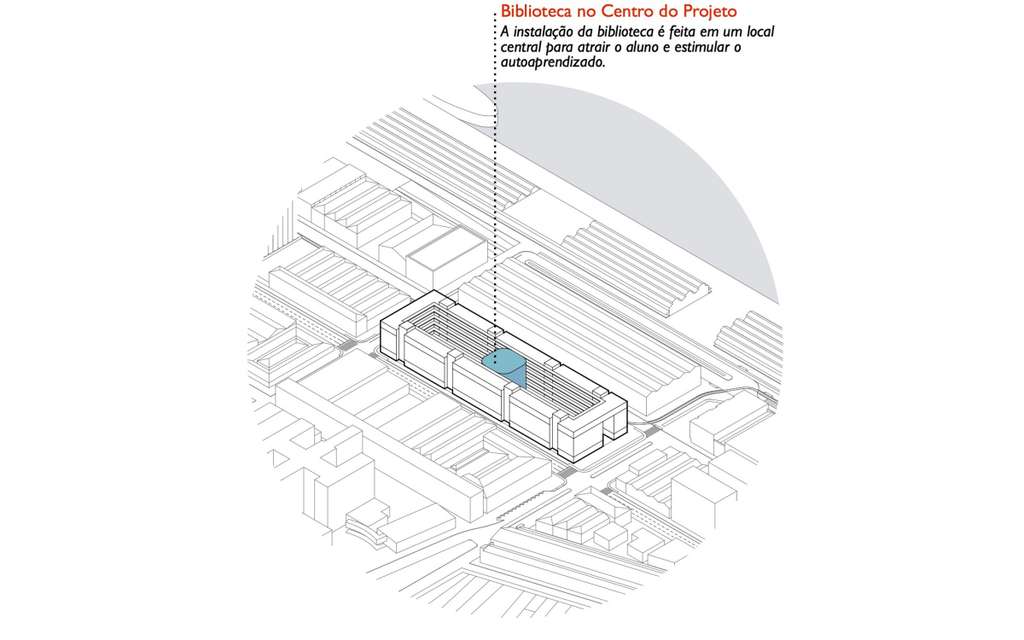 Biblioteca no Centro do Projeto
A instalação da biblioteca é feita em um local
central para atrair o aluno e estimular o
autoaprendizado.